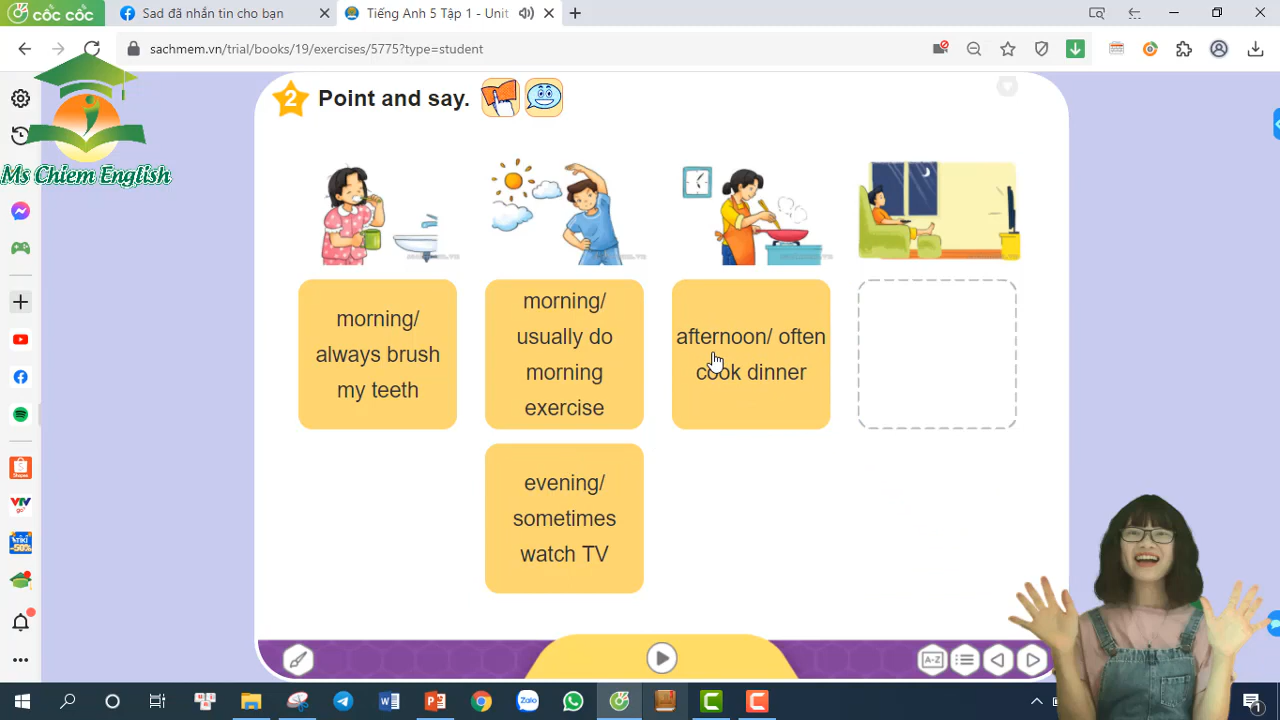 CỐC CỐC
Sad đã nhắn tin cho bạn
Tiếng Anh 5 Tập 1 - Unit
sachmem.vn/trial/books/19/exercises/5775?type=student
Ms Chiem English
2 Point and say.
morning/
always brush
my teeth
morning/
usually do
morning
exercise
afternoon/ often
cook dinner
evening/
sometimes
watch TV
A-Z